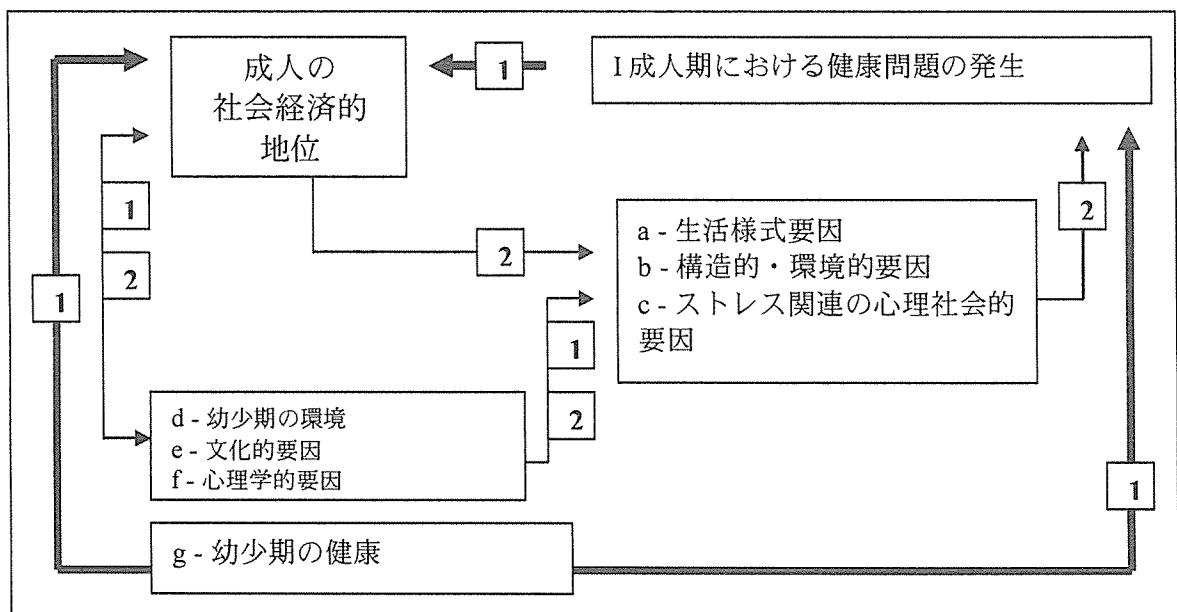 成人の
社会経済的
地位
1
I 成人期における健康問題の発生
1
2
1
2
2
a - 生活様式要因
b - 構造的・環境的要因
c - ストレス関連の心理社会的
要因
1
2
d - 幼少期の環境
e - 文化的要因
f - 心理学的要因
1
g - 幼少期の健康